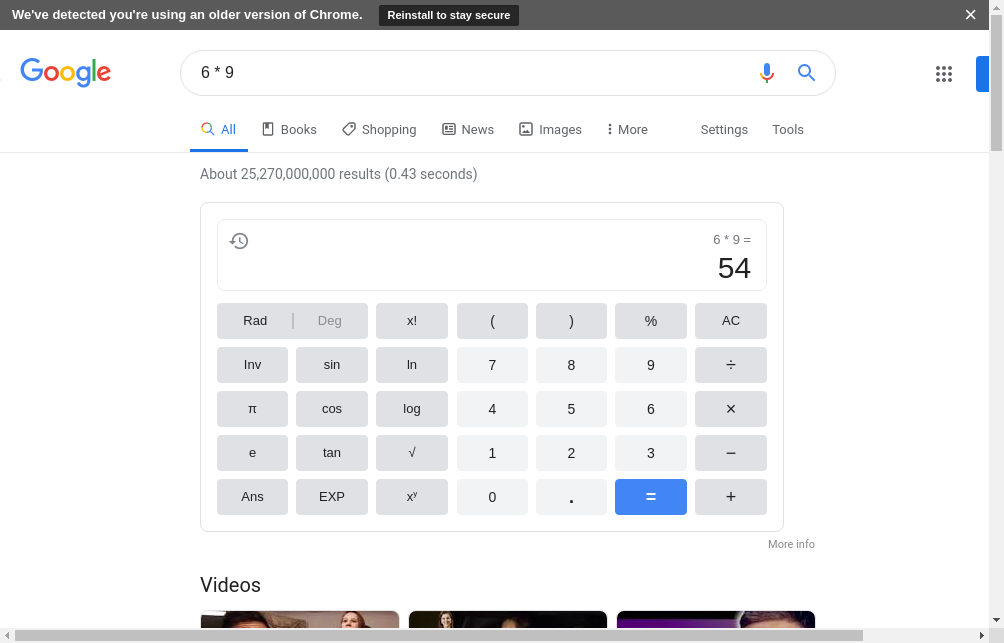 We've detected you're using an older version of Chrome. Reinstall to stay secure
Google
6 * 9
All Books Shopping News Images More Settings Tools
About 25,270,000,000 results (0.43 seconds)
6 * 9 =
54
Rad Deg x! ( ) % AC
Inv sin ln 7 8 9 ÷
π cos log 4 5 6 ×
e tan √ 1 2 3 −
Ans EXP xʸ 0 . = +
More info
Videos